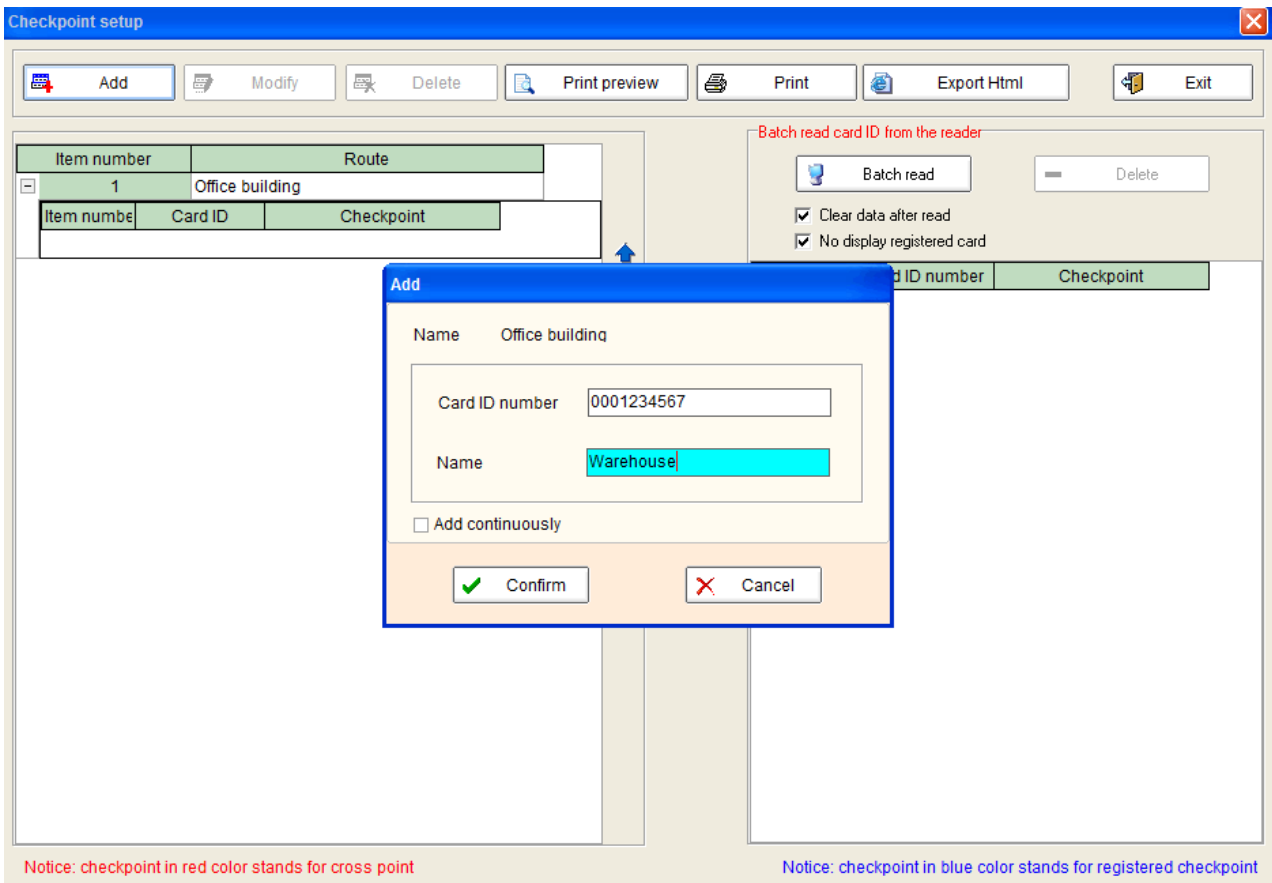 Checkpoint setup
Add Modify Delete Print preview Print Export Html Exit
Item number Route
1 Office building
Item numbe Card ID Checkpoint
Batch read card ID from the reader
Batch read Delete
Clear data after read
No display registered card
d ID number Checkpoint
Add
Name Office building
Card ID number 0001234567
Name Warehouse
Add continuously
Confirm Cancel
Notice: checkpoint in red color stands for cross point
Notice: checkpoint in blue color stands for registered checkpoint